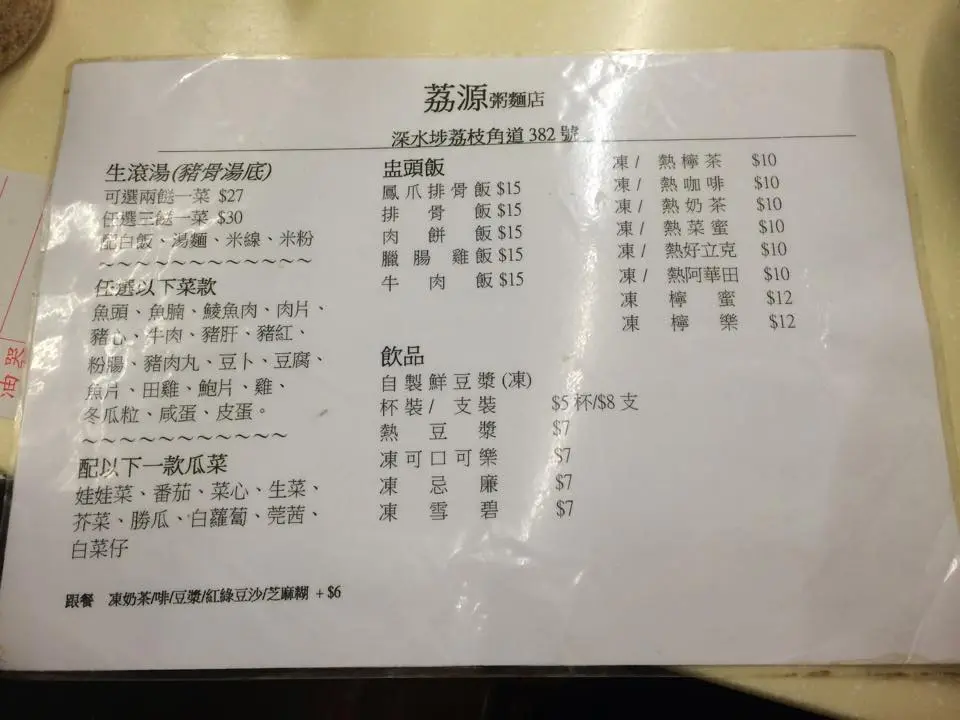 荔源粥麵店
深水埗荔枝角道 382 號
生滾湯(豬骨湯底)
可選兩餸一菜 $27
任選三餸一菜 $30
配白飯、湯麵、米線、米粉
~~~~~~~~~~~~
任選以下菜款
魚頭、魚腩、鯪魚肉、肉片、
豬心、牛肉、豬肝、豬紅、
粉腸、豬肉丸、豆卜、豆腐、
魚片、田雞、鮑片、雞、
冬瓜粒、咸蛋、皮蛋。
~~~~~~~~~~~~
配以下一款瓜菜
娃娃菜、番茄、菜心、生菜、
芥菜、勝瓜、白蘿蔔、莞茜、
白菜仔
跟餐 凍奶茶/啡/豆漿/紅綠豆沙/芝麻糊 + $6
盅頭飯
鳳爪排骨飯 $15
排骨飯 $15
肉餅飯 $15
臘腸雞飯 $15
牛肉飯 $15
飲品
自製鮮豆漿 (凍)
杯裝/ 支裝 $5 杯/$8 支
熱豆漿 $7
凍可口可樂 $7
凍忌廉 $7
凍雪碧 $7
凍/ 熱檸茶 $10
凍/ 熱咖啡 $10
凍/ 熱奶茶 $10
凍/ 熱菜蜜 $10
凍/ 熱好立克 $10
凍/ 熱阿華田 $10
凍檸蜜 $12
凍檸樂 $12
油器